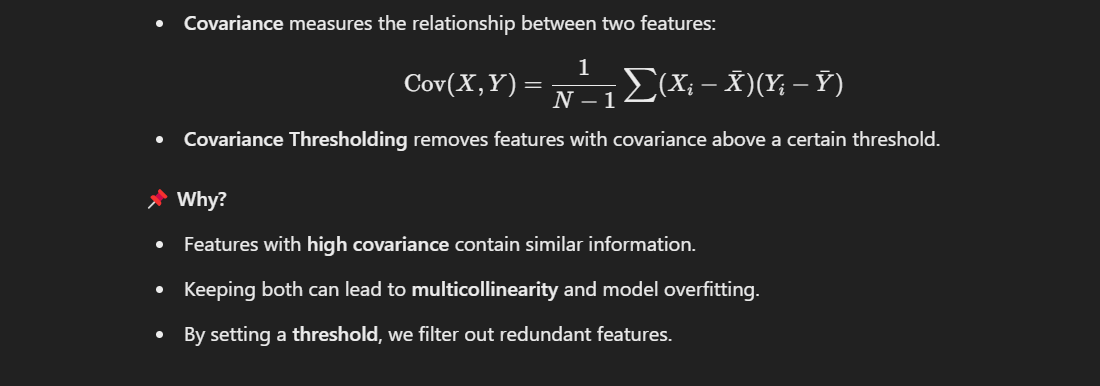 • Covariance measures the relationship between two features:
Cov(X, Y) = \frac{1}{N − 1} ∑(X_i − \bar{X})(Y_i − \bar{Y})
• Covariance Thresholding removes features with covariance above a certain threshold.
📌 Why?
• Features with high covariance contain similar information.
• Keeping both can lead to multicollinearity and model overfitting.
• By setting a threshold, we filter out redundant features.